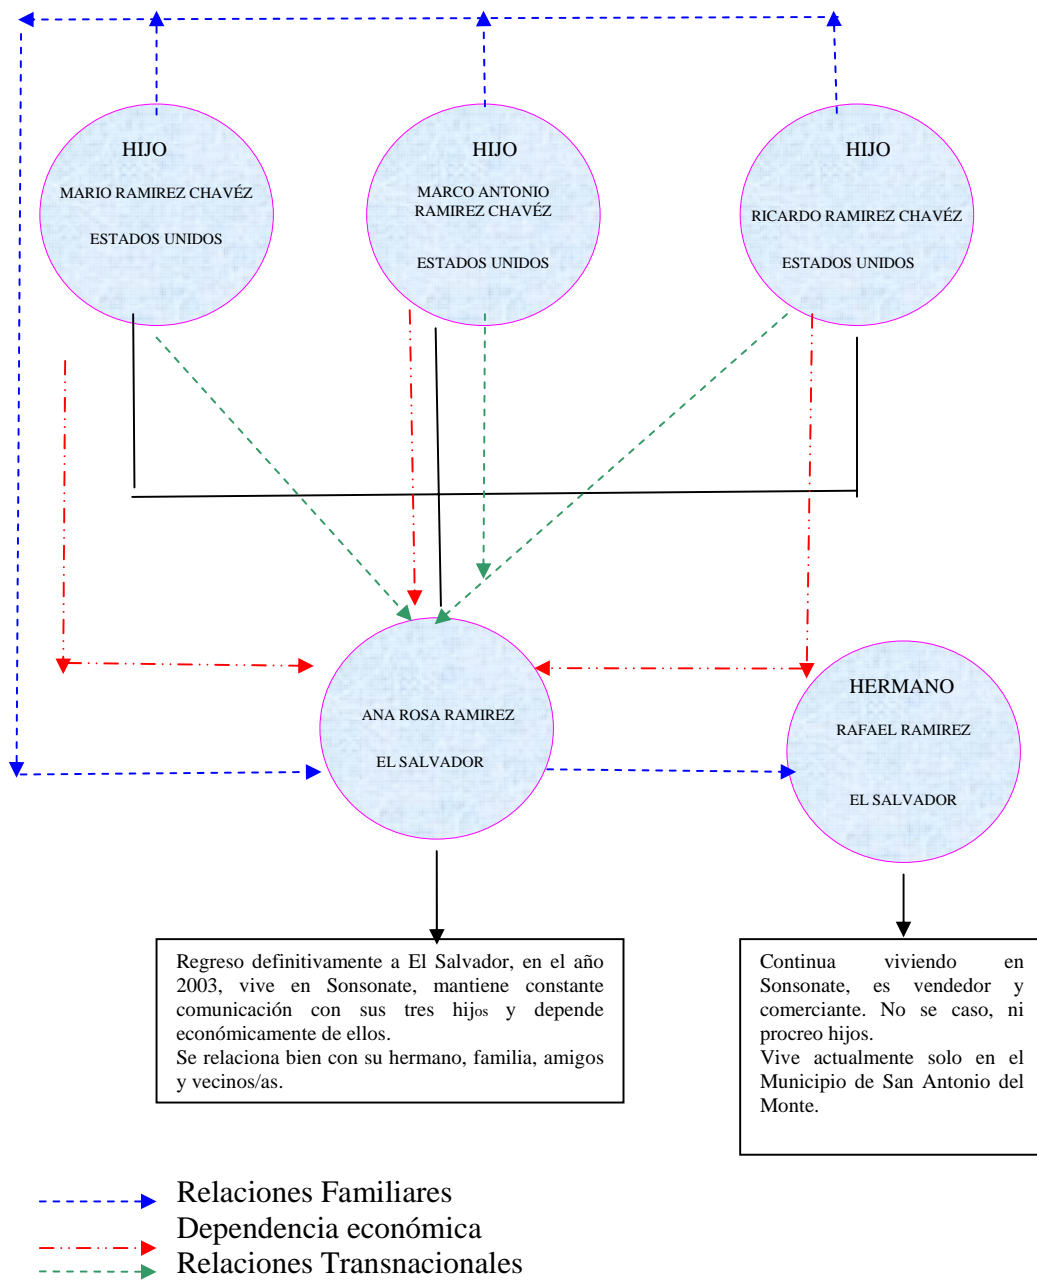 HIJO
MARIO RAMIREZ CHAVÉZ
ESTADOS UNIDOS
HIJO
MARCO ANTONIO
RAMIREZ CHAVÉZ
ESTADOS UNIDOS
HIJO
RICARDO RAMIREZ CHAVÉZ
ESTADOS UNIDOS
ANA ROSA RAMIREZ
EL SALVADOR
HERMANO
RAFAEL RAMIREZ
EL SALVADOR
Regreso definitivamente a El Salvador, en el año
2003, vive en Sonsonate, mantiene constante
comunicación con sus tres hijos y depende
económicamente de ellos.
Se relaciona bien con su hermano, familia, amigos
y vecinos/as.
Continua viviendo en
Sonsonate, es vendedor y
comerciante. No se caso, ni
procreo hijos.
Vive actualmente solo en el
Municipio de San Antonio del
Monte.
Relaciones Familiares
Dependencia económica
Relaciones Transnacionales